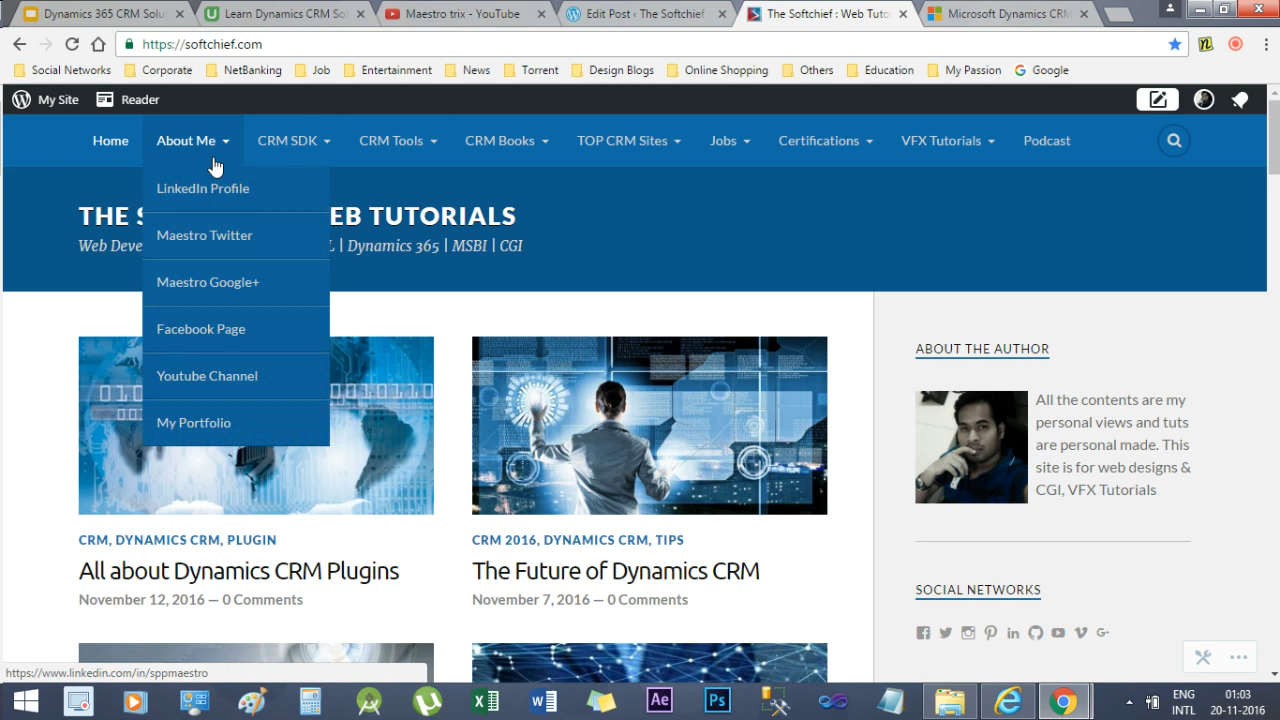 Dynamics 365 CRM Solu
Learn Dynamics CRM So
Maestro trix - YouTube
Edit Post ‹ The Softchief
The Softchief : Web Tuto
Microsoft Dynamics CRM
https://softchief.com
Social Networks
Corporate
NetBanking
Job
Entertainment
News
Torrent
Design Blogs
Online Shopping
Others
Education
My Passion
Google
My Site
Reader
Home
About Me
CRM SDK
CRM Tools
CRM Books
TOP CRM Sites
Jobs
Certifications
VFX Tutorials
Podcast
LinkedIn Profile
Maestro Twitter
Maestro Google+
Facebook Page
Youtube Channel
My Portfolio
THE S EB TUTORIALS
Web Deve L | Dynamics 365 | MSBI | CGI
CRM, DYNAMICS CRM, PLUGIN
All about Dynamics CRM Plugins
November 12, 2016 — 0 Comments
CRM 2016, DYNAMICS CRM, TIPS
The Future of Dynamics CRM
November 7, 2016 — 0 Comments
ABOUT THE AUTHOR
All the contents are my
personal views and tuts
are personal made. This
site is for web designs &
CGI, VFX Tutorials
SOCIAL NETWORKS
https://www.linkedin.com/in/sppmaestro
Ae
Ps
ENG
INTL
01:03
20-11-2016